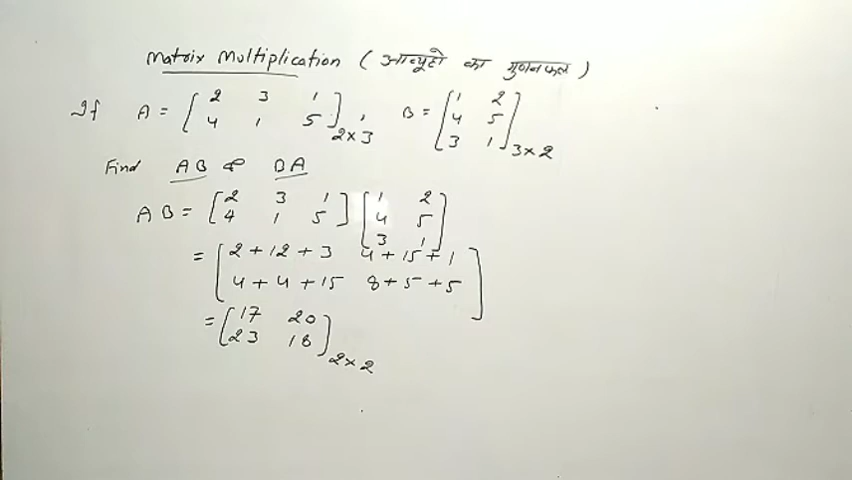 Matrix Multiplication ( आव्यूहो का गुणनफल )
If A = [ 2 3 1 ] , B = [ 1 2 ]
4 1 5 2×3 4 5
3 1 3×2
Find AB & BA
AB = [ 2 3 1 ] [ 1 2 ]
4 1 5 4 5
3 1
= [ 2+12+3 4+15+1 ]
4+4+15 8+5+5
= [ 17 20 ]
23 18 2×2